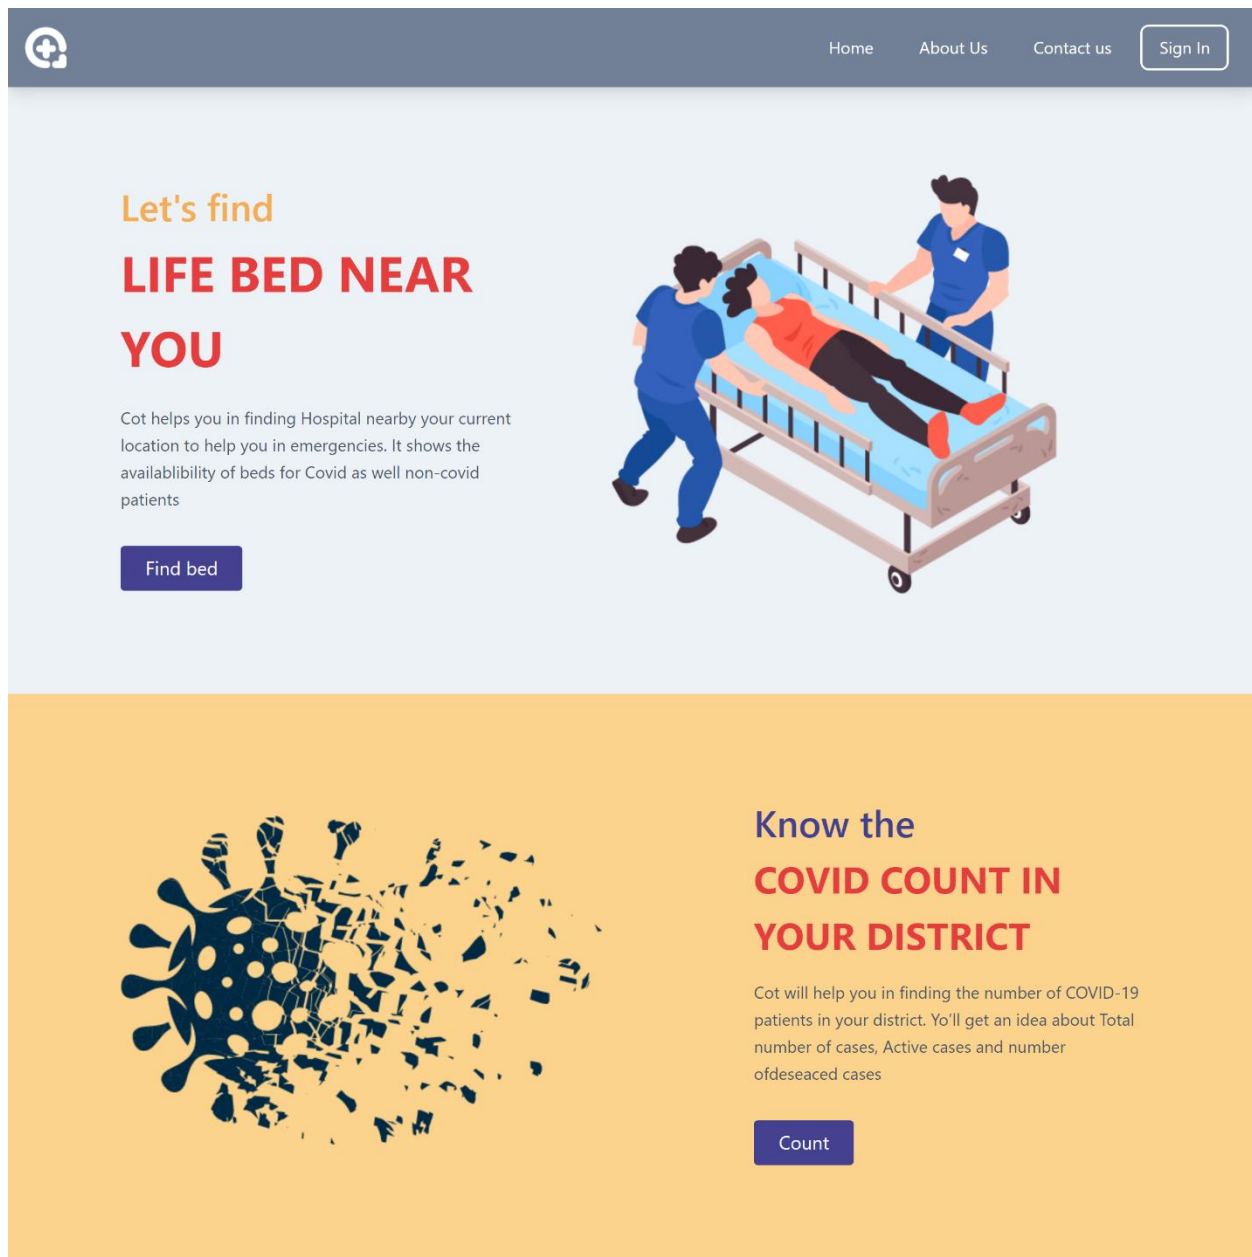 Home
About Us
Contact us
Sign In
Let's find
LIFE BED NEAR
YOU
Cot helps you in finding Hospital nearby your current
location to help you in emergencies. It shows the
availablibility of beds for Covid as well non-covid
patients
Find bed
Know the
COVID COUNT IN
YOUR DISTRICT
Cot will help you in finding the number of COVID-19
patients in your district. Yo'll get an idea about Total
number of cases, Active cases and number
ofdeseaced cases
Count